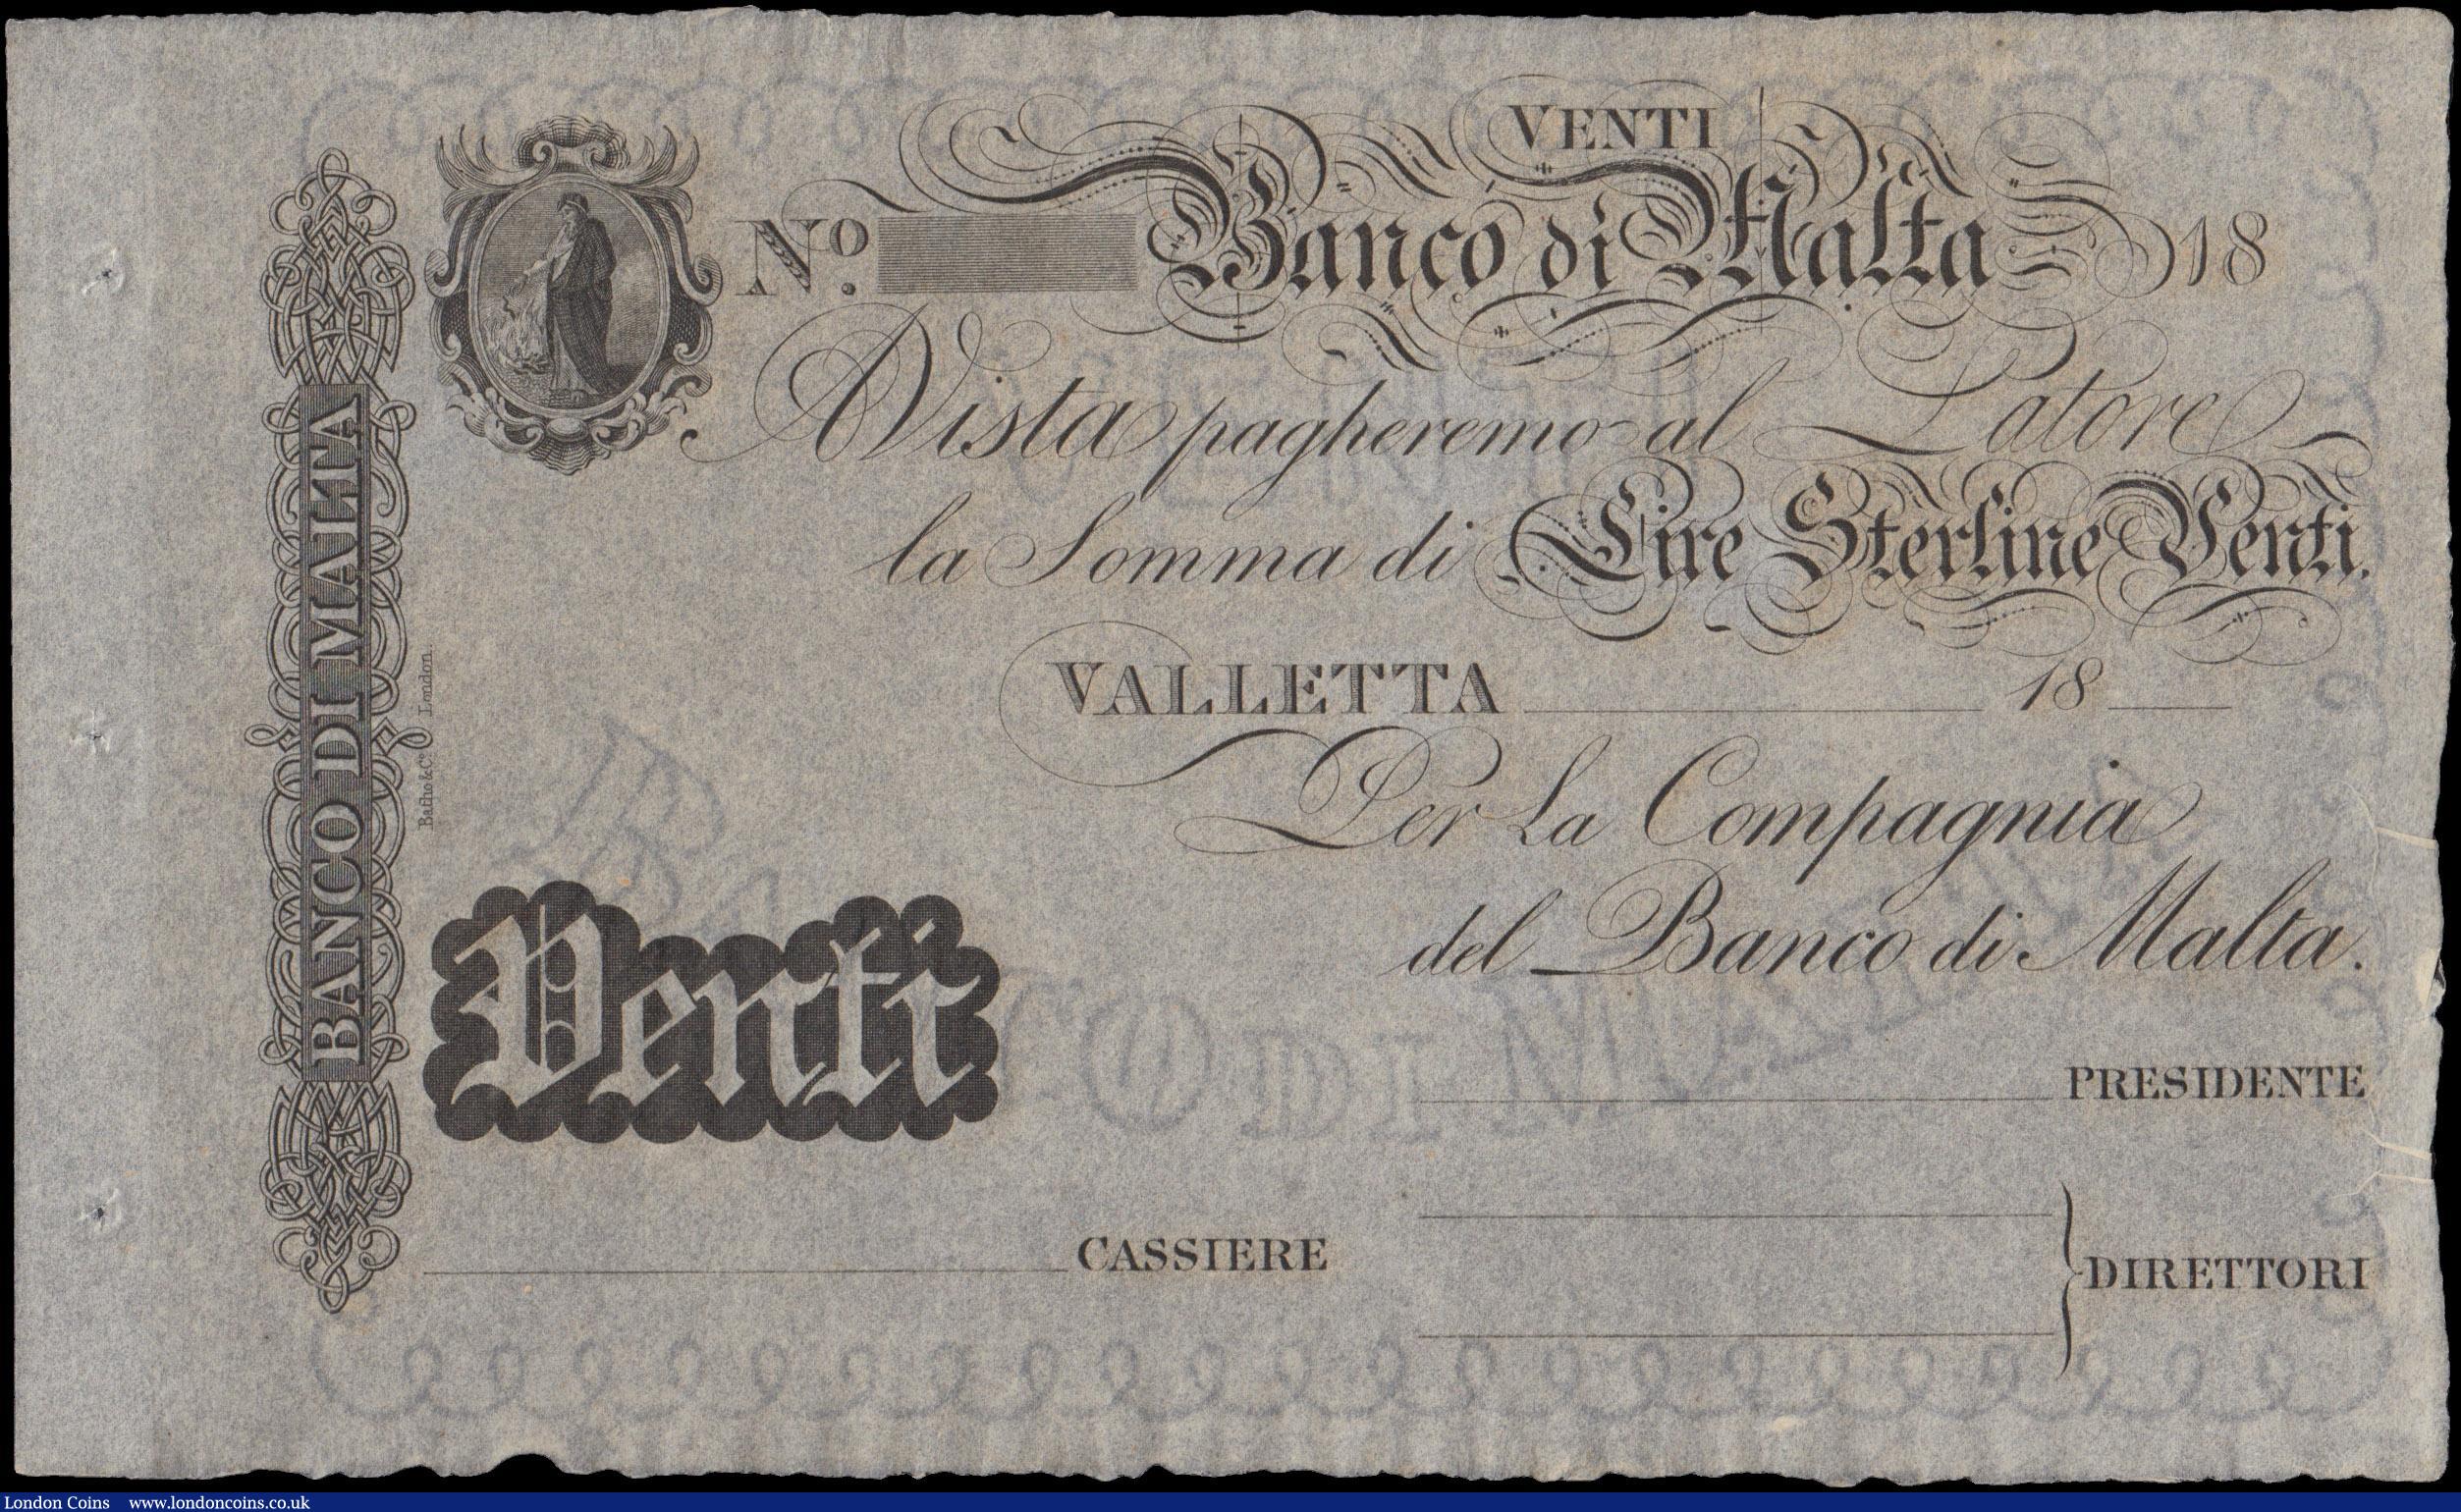 VENTI
No. Banco di Malta 18
A Vista pagheremo al Latore
la Somma di Lire Sterline Venti.
VALLETTA 18
Per La Compagnia
del Banco di Malta.
BANCO DI MALTA
London.
Venti
PRESIDENTE
CASSIERE
DIRETTORI
London Coins www.londoncoins.co.uk